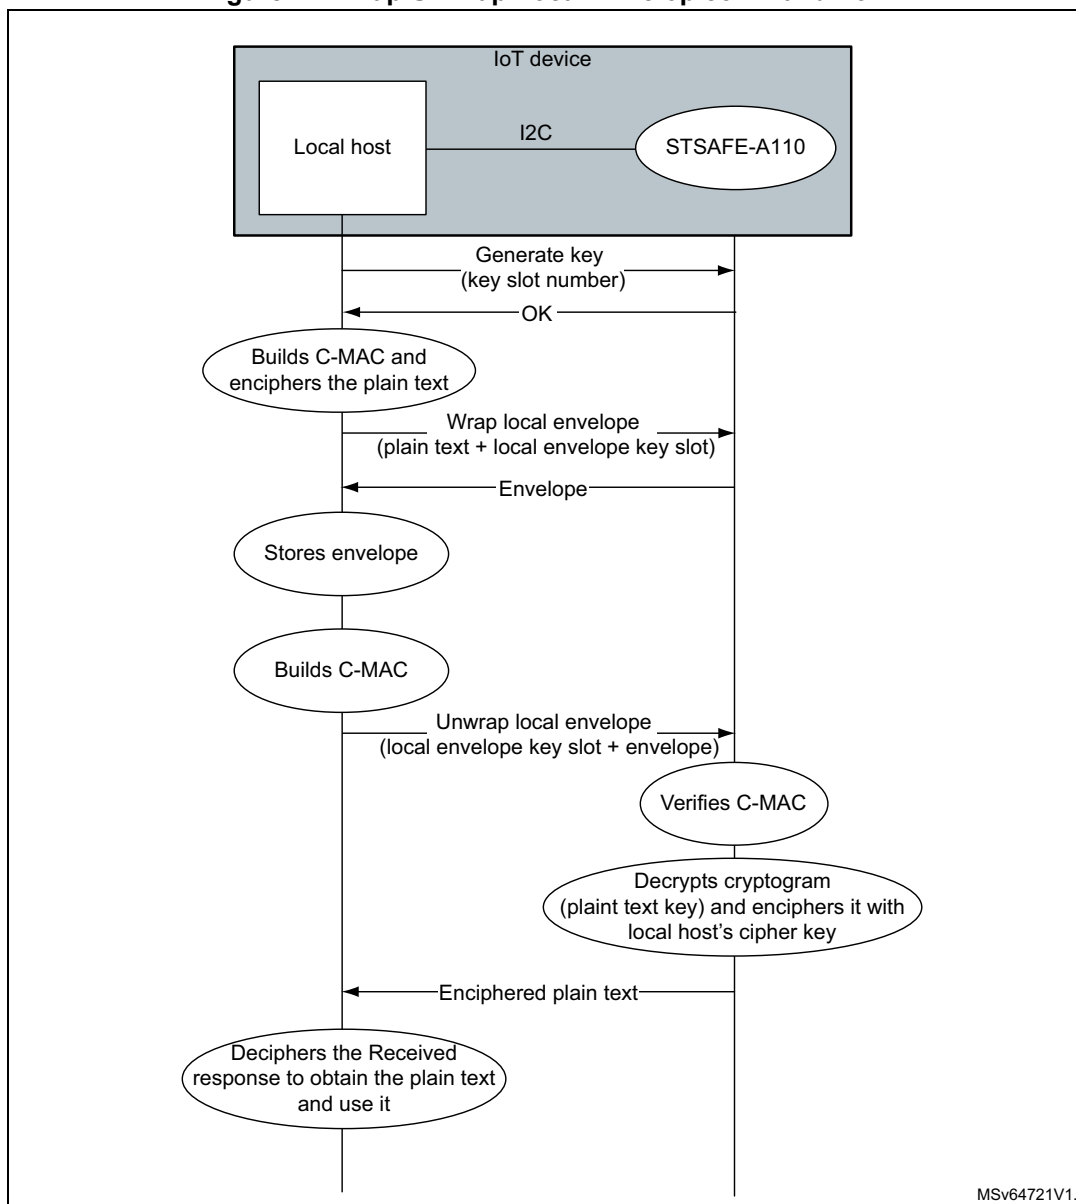 IoT device
Local host
I2C
STSAFE-A110
Generate key
(key slot number)
OK
Builds C-MAC and
enciphers the plain text
Wrap local envelope
(plain text + local envelope key slot)
Envelope
Stores envelope
Builds C-MAC
Unwrap local envelope
(local envelope key slot + envelope)
Verifies C-MAC
Decrypts cryptogram
(plaint text key) and enciphers it with
local host's cipher key
Enciphered plain text
Deciphers the Received
response to obtain the plain text
and use it
MSv64721V1